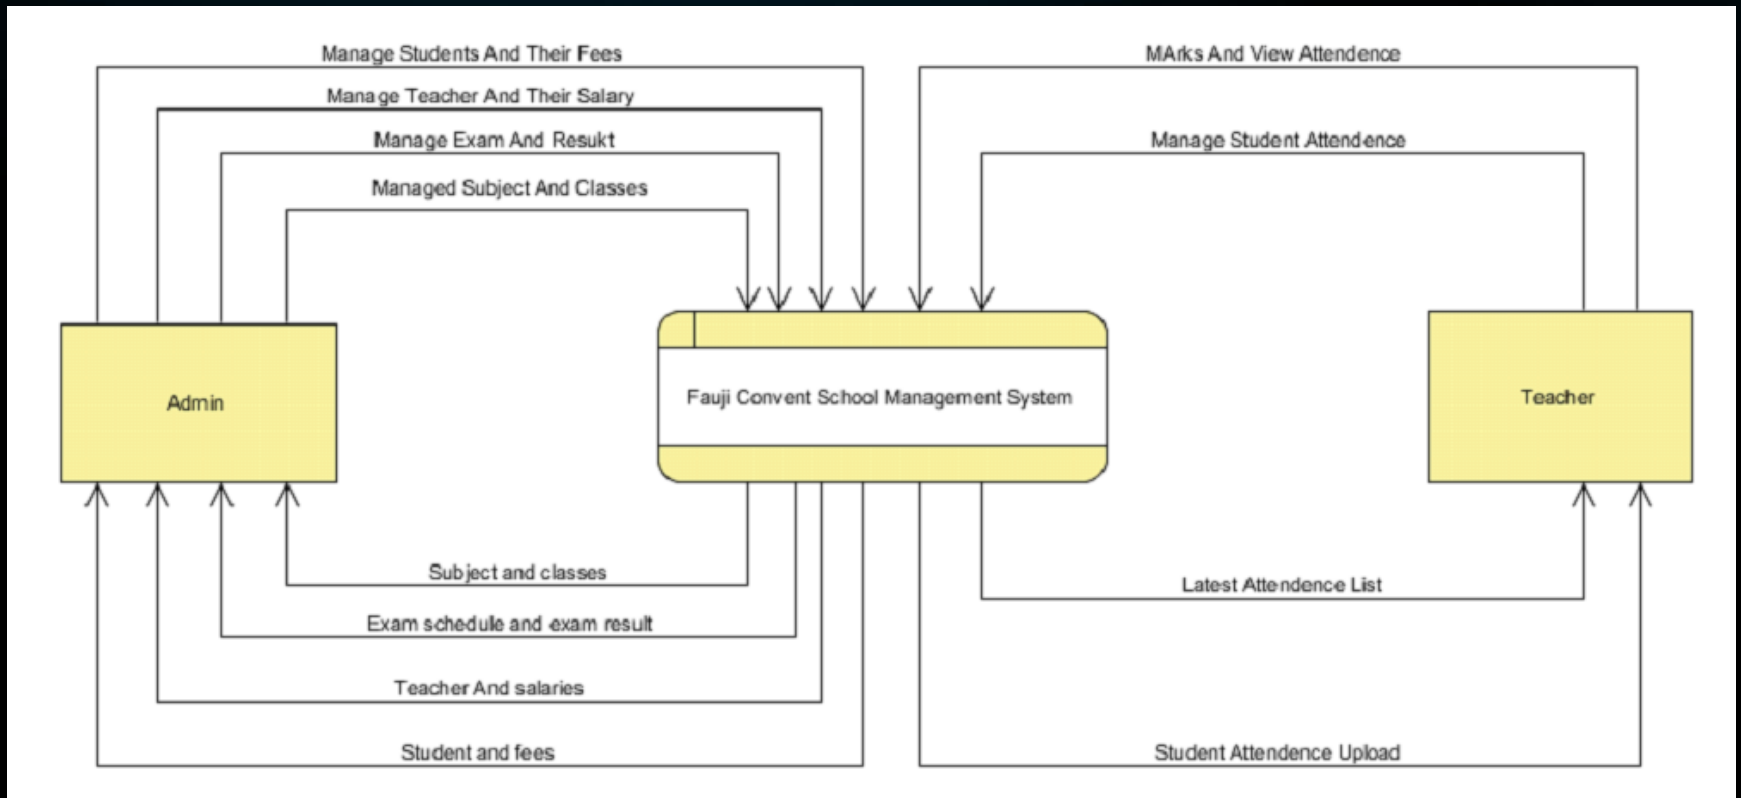 Manage Students And Their Fees
MArks And View Attendence
Manage Teacher And Their Salary
Manage Exam And Resukt
Manage Student Attendence
Managed Subject And Classes
Admin
Fauji Convent School Management System
Teacher
Subject and classes
Latest Attendence List
Exam schedule and exam result
Teacher And salaries
Student and fees
Student Attendence Upload